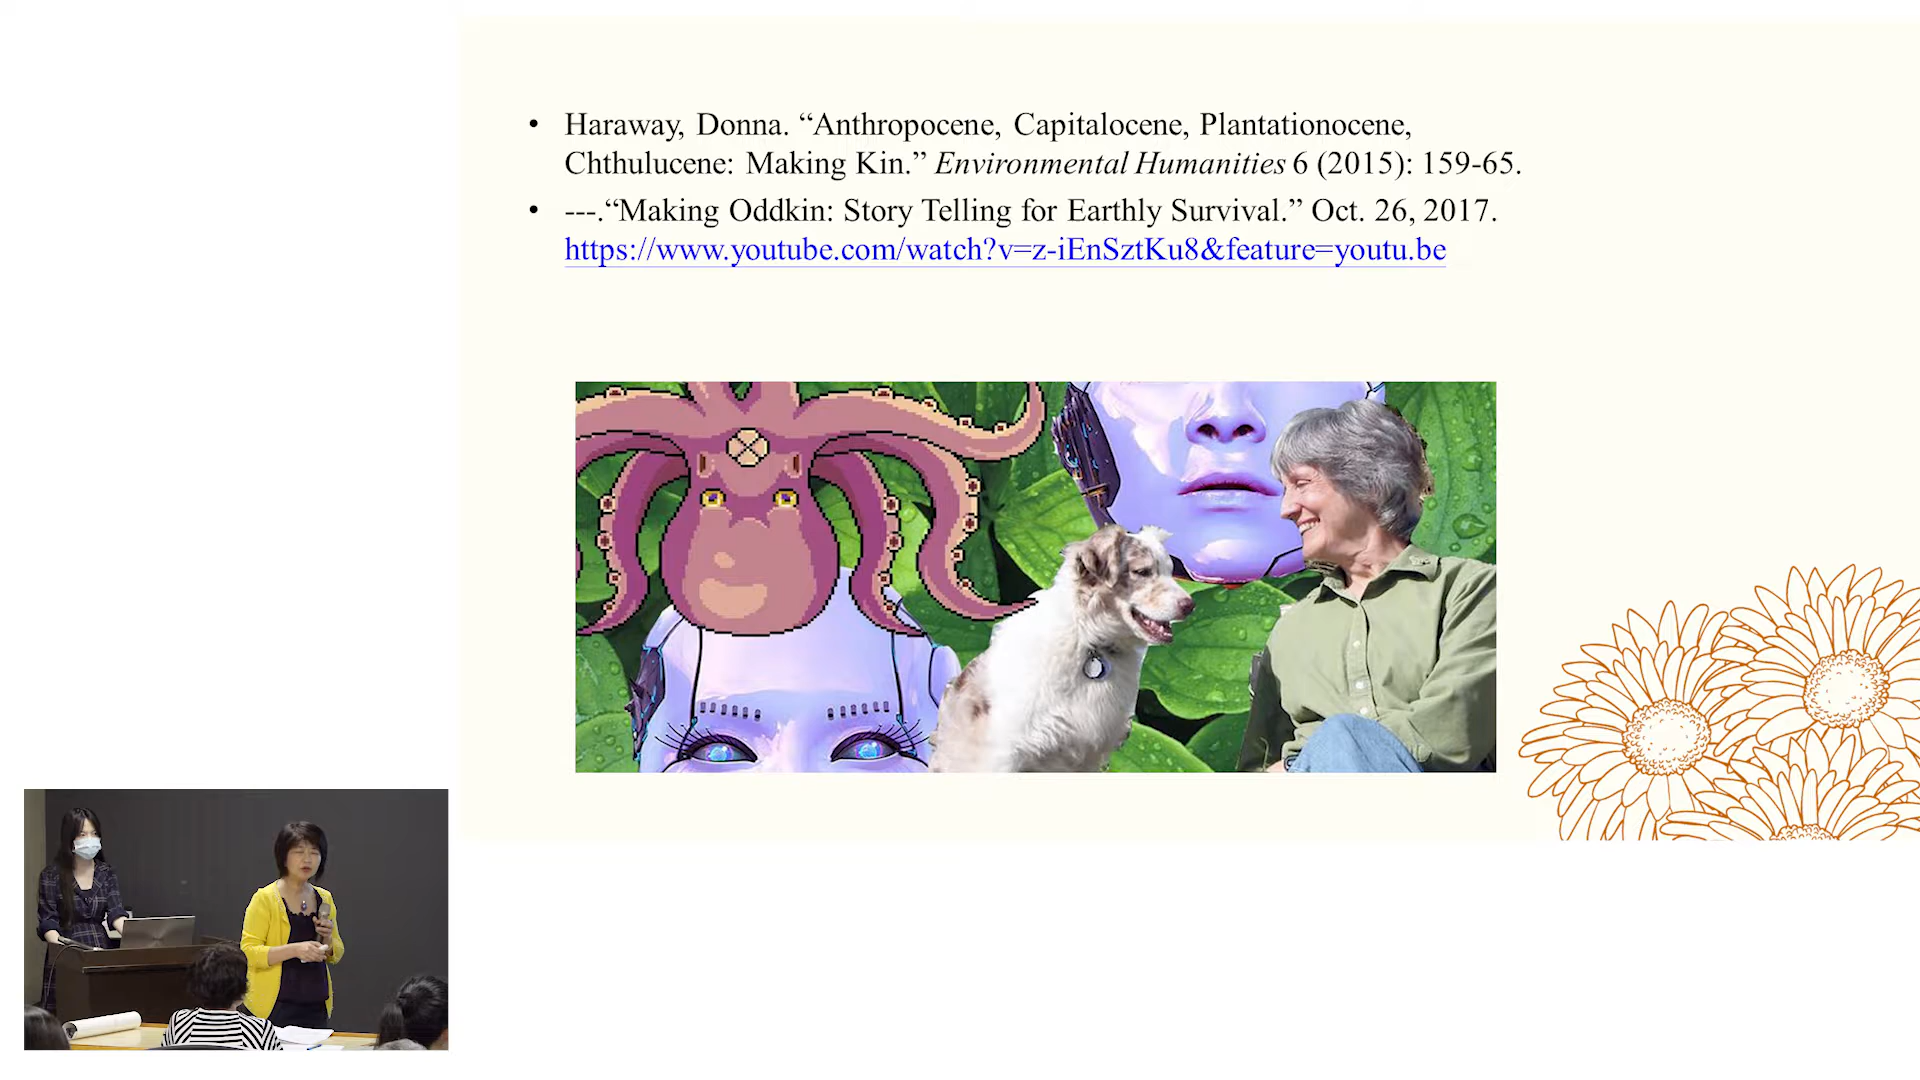 • Haraway, Donna. “Anthropocene, Capitalocene, Plantationocene,
Chthulucene: Making Kin.” Environmental Humanities 6 (2015): 159-65.
• ---.“Making Oddkin: Story Telling for Earthly Survival.” Oct. 26, 2017.
https://www.youtube.com/watch?v=z-iEnSztKu8&feature=youtu.be